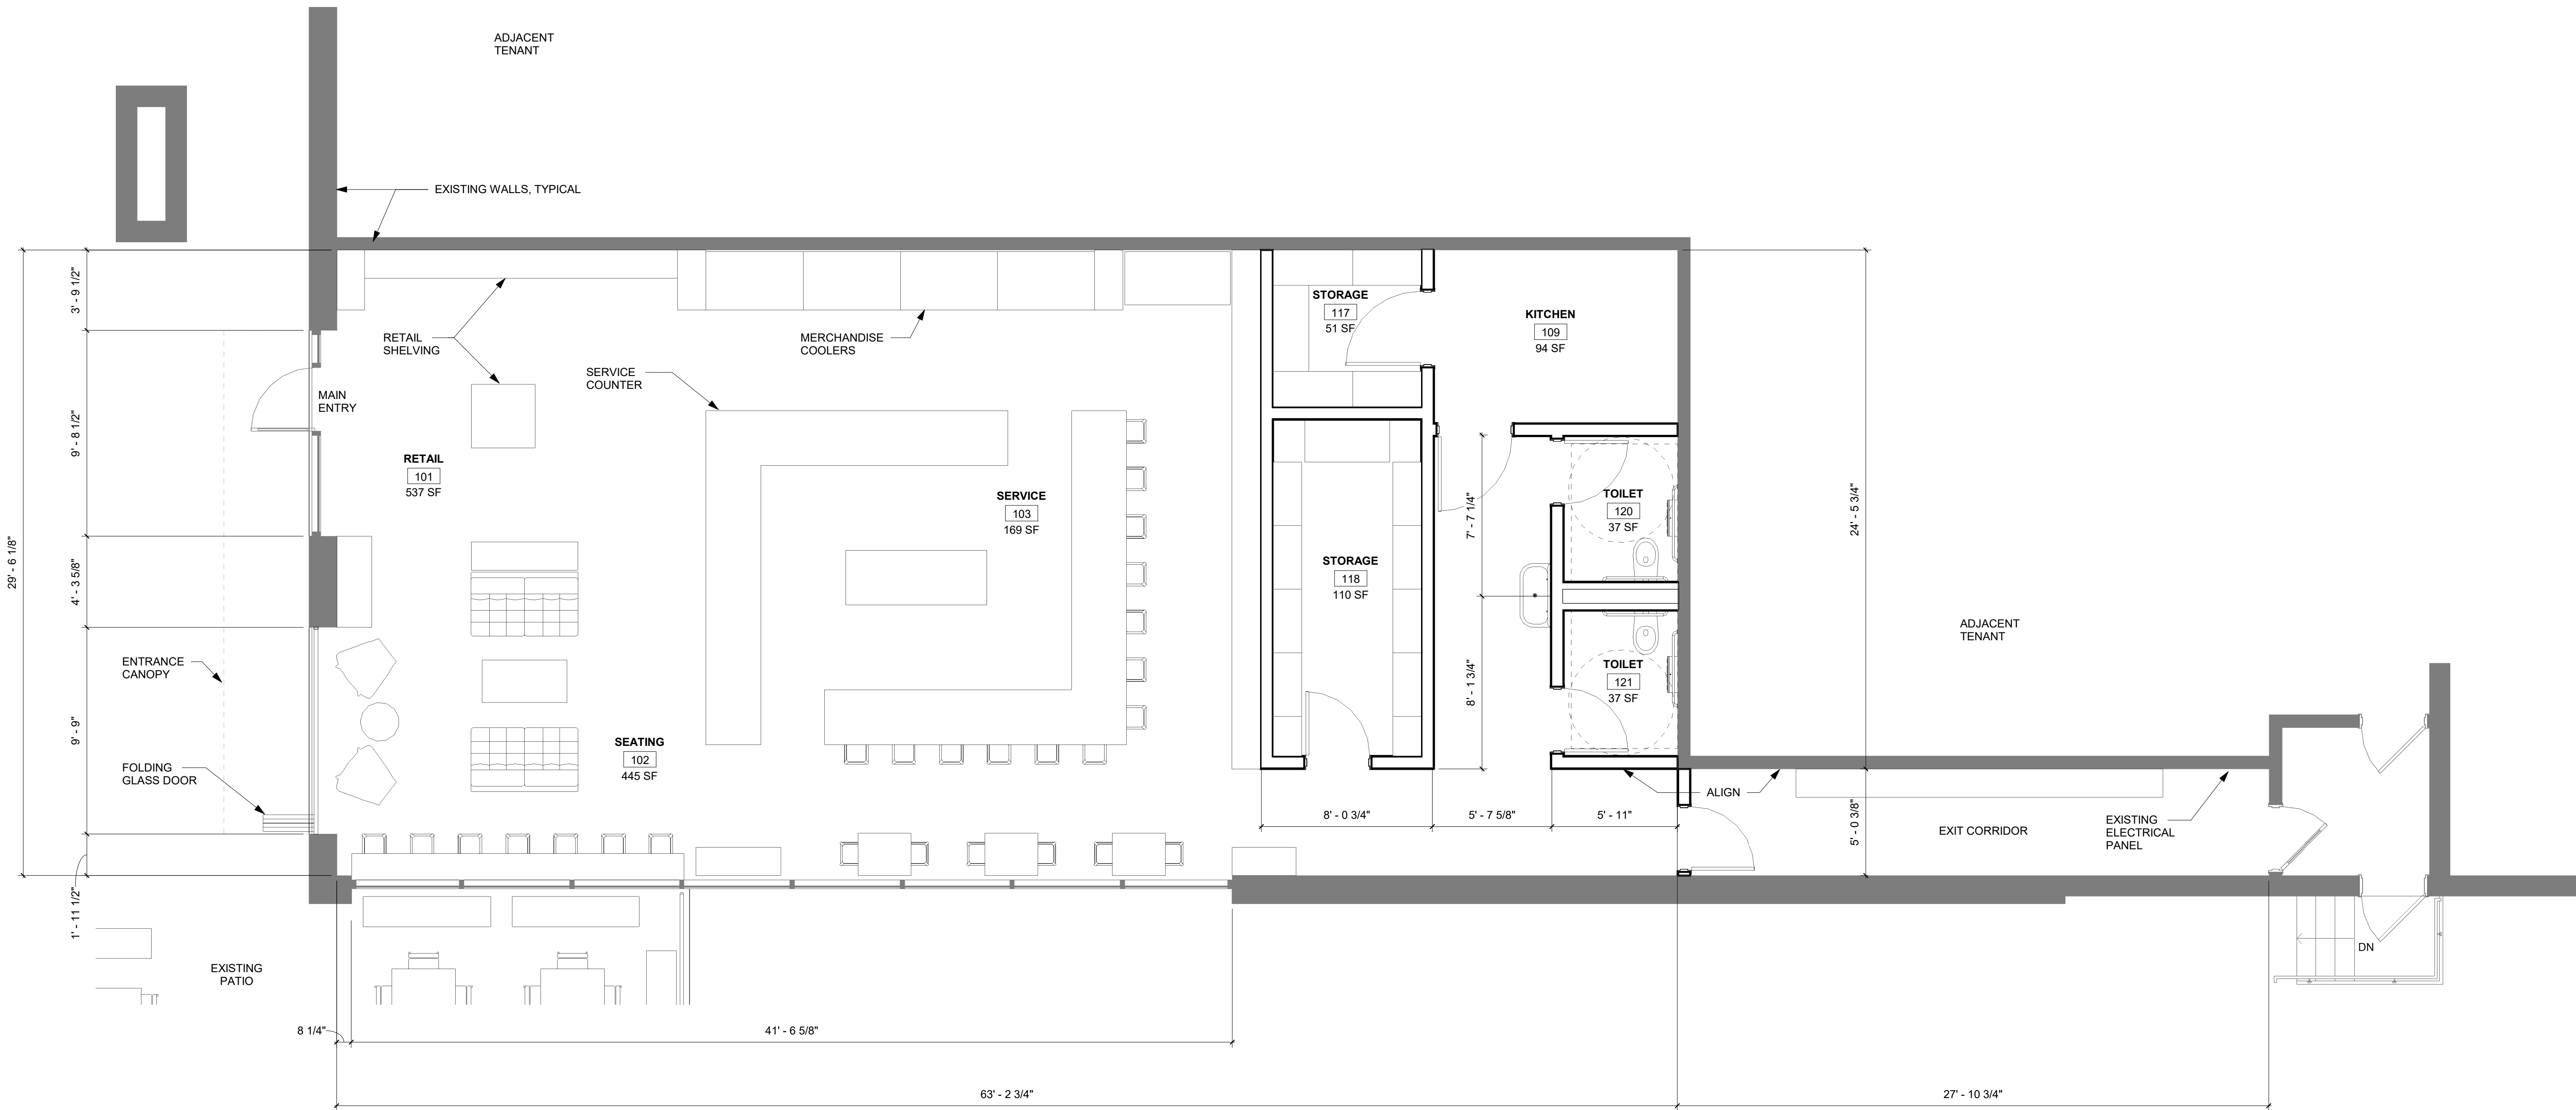 ADJACENT
TENANT
EXISTING WALLS, TYPICAL
3' - 9 1/2"
9' - 8 1/2"
4' - 3 5/8"
9' - 9"
1' - 11 1/2"
29' - 6 1/8"
RETAIL
SHELVING
MERCHANDISE
COOLERS
SERVICE
COUNTER
MAIN
ENTRY
RETAIL
101
537 SF
SERVICE
103
169 SF
STORAGE
117
51 SF
KITCHEN
109
94 SF
STORAGE
118
110 SF
TOILET
120
37 SF
TOILET
121
37 SF
7' - 7 1/4"
8' - 1 3/4"
24' - 5 3/4"
5' - 0 3/8"
ADJACENT
TENANT
ENTRANCE
CANOPY
SEATING
102
445 SF
FOLDING
GLASS DOOR
ALIGN
8' - 0 3/4"
5' - 7 5/8"
5' - 11"
EXIT CORRIDOR
EXISTING
ELECTRICAL
PANEL
DN
EXISTING
PATIO
8 1/4"
41' - 6 5/8"
63' - 2 3/4"
27' - 10 3/4"